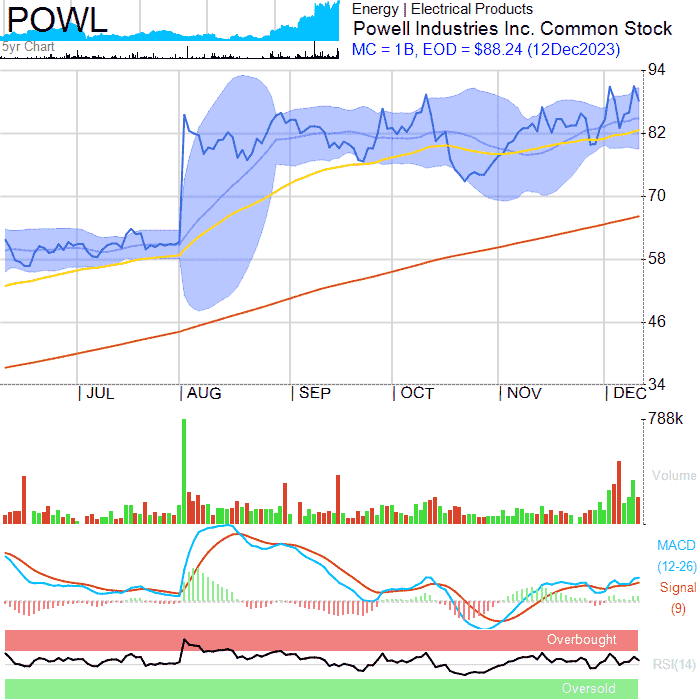 POWL
5yr Chart
Energy | Electrical Products
Powell Industries Inc. Common Stock
MC = 1B, EOD = $88.24 (12Dec2023)
94
82
70
58
46
34
JUL AUG SEP OCT NOV DEC
788k
Volume
MACD
(12-26)
Signal
(9)
Overbought
RSI(14)
Oversold